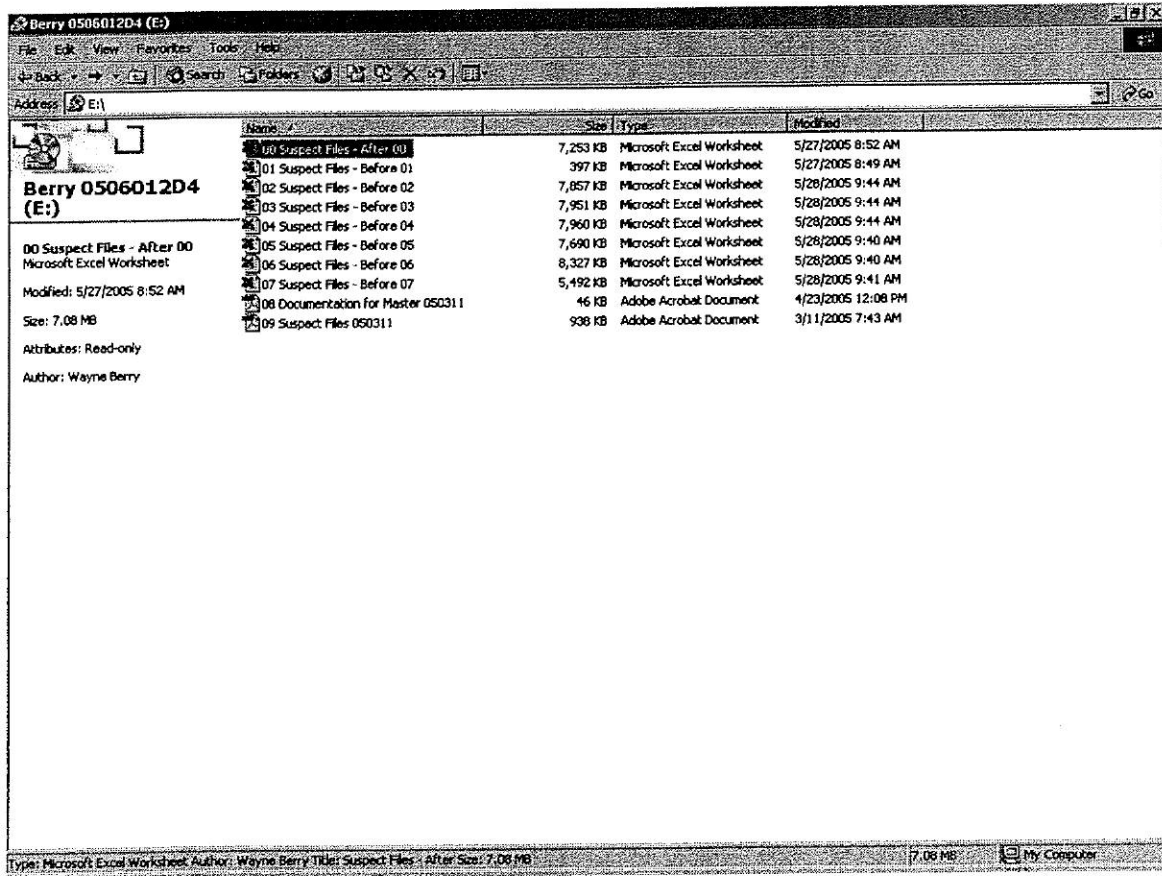 Berry 0506012D4 (E:)
File Edit View Favorites Tools Help
Back Search Folders
Address E:\ Go
Name Size Type Modified
00 Suspect Files - After 00 7,253 KB Microsoft Excel Worksheet 5/27/2005 8:52 AM
01 Suspect Files - Before 01 397 KB Microsoft Excel Worksheet 5/27/2005 8:49 AM
02 Suspect Files - Before 02 7,857 KB Microsoft Excel Worksheet 5/28/2005 9:44 AM
03 Suspect Files - Before 03 7,951 KB Microsoft Excel Worksheet 5/28/2005 9:44 AM
04 Suspect Files - Before 04 7,960 KB Microsoft Excel Worksheet 5/28/2005 9:44 AM
05 Suspect Files - Before 05 7,690 KB Microsoft Excel Worksheet 5/28/2005 9:40 AM
06 Suspect Files - Before 06 8,327 KB Microsoft Excel Worksheet 5/28/2005 9:40 AM
07 Suspect Files - Before 07 5,492 KB Microsoft Excel Worksheet 5/28/2005 9:41 AM
08 Documentation for Master 050311 46 KB Adobe Acrobat Document 4/23/2005 12:08 PM
09 Suspect Files 050311 938 KB Adobe Acrobat Document 3/11/2005 7:43 AM
Berry 0506012D4
(E:)
00 Suspect Files - After 00
Microsoft Excel Worksheet
Modified: 5/27/2005 8:52 AM
Size: 7.08 MB
Attributes: Read-only
Author: Wayne Berry
Type: Microsoft Excel Worksheet Author: Wayne Berry Title: Suspect Files - After Size: 7.08 MB 7.08 MB My Computer